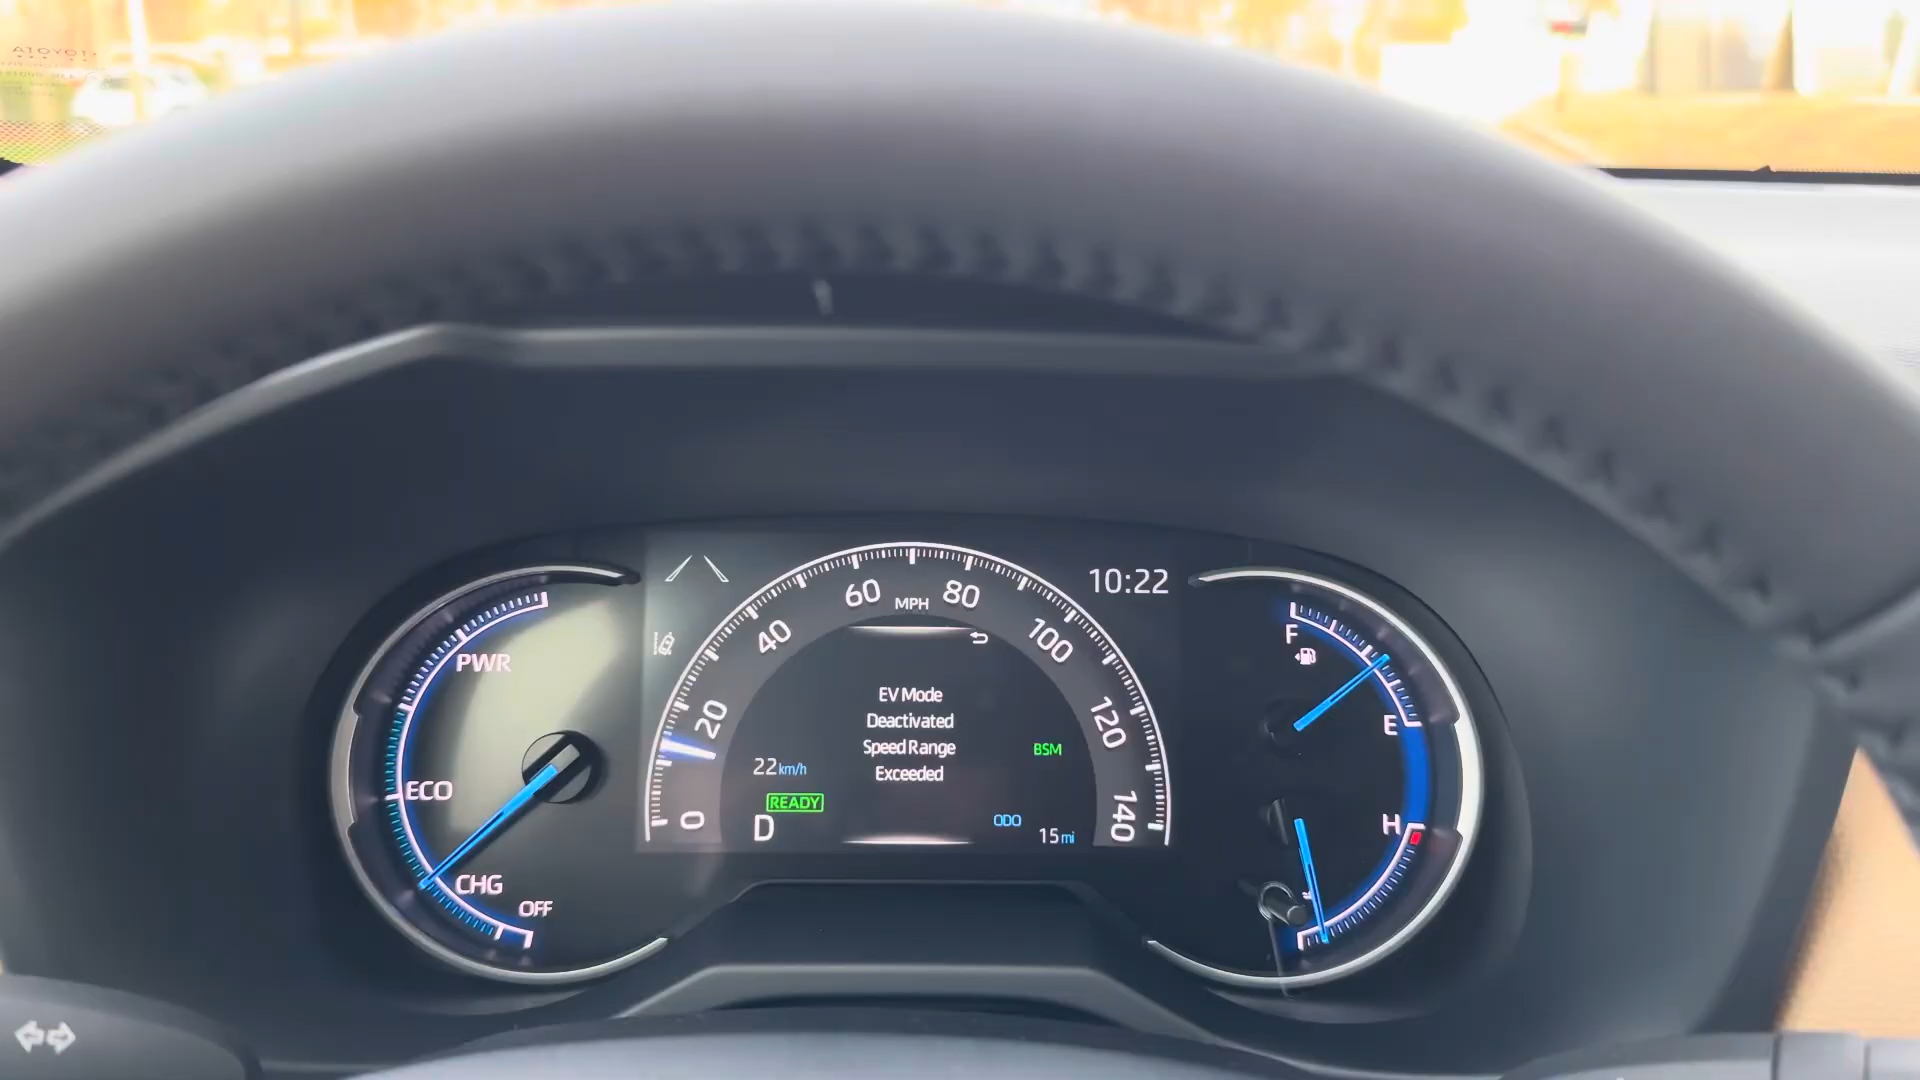 10:22
60
MPH
80
40
100
20
120
0
140
EV Mode
Deactivated
Speed Range
Exceeded
BSM
22 km/h
READY
D
ODO
15 mi
PWR
ECO
CHG
OFF
F
E
H